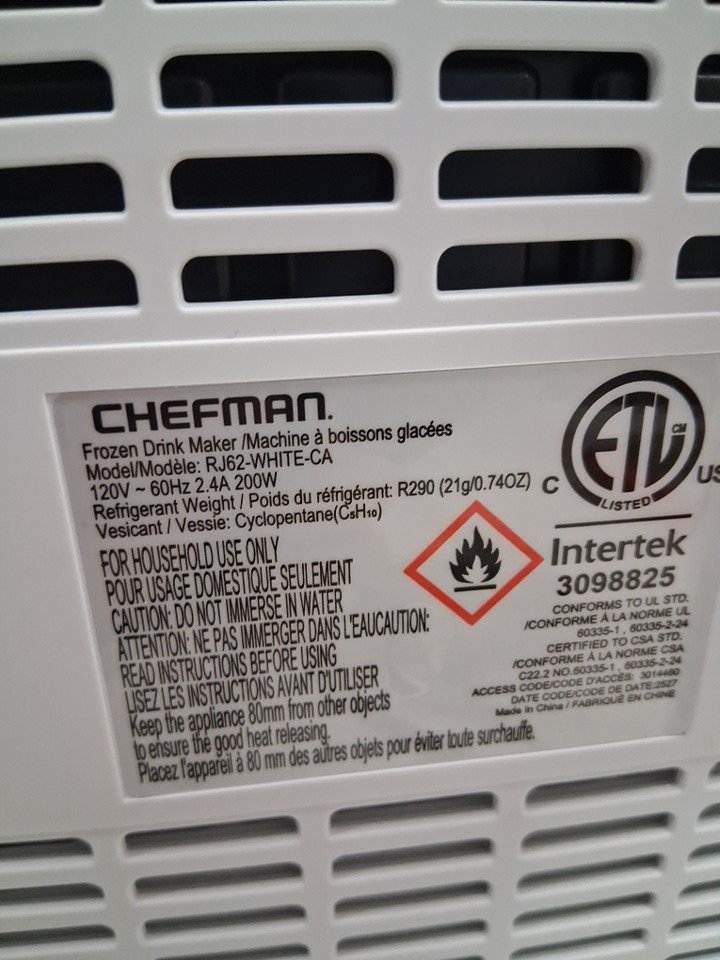 CHEFMAN.
Frozen Drink Maker /Machine à boissons glacées
Model/Modèle: RJ62-WHITE-CA
120V ~ 60Hz 2.4A 200W
Refrigerant Weight / Poids du réfrigérant: R290 (21g/0.74OZ)
Vesicant / Vessie: Cyclopentane(C₅H₁₀)
FOR HOUSEHOLD USE ONLY
POUR USAGE DOMESTIQUE SEULEMENT
CAUTION: DO NOT IMMERSE IN WATER
ATTENTION: NE PAS IMMERGER DANS L'EAUCAUTION:
READ INSTRUCTIONS BEFORE USING
LISEZ LES INSTRUCTIONS AVANT D'UTILISER
Keep the appliance 80mm from other objects
to ensure the good heat releasing.
Placez l'appareil à 80 mm des autres objets pour éviter toute surchauffe.
ETL CM
LISTED
C US
Intertek
3098825
CONFORMS TO UL STD.
/CONFORME À LA NORME UL
60335-1 , 60335-2-24
CERTIFIED TO CSA STD.
/CONFORME À LA NORME CSA
C22.2 NO.60335-1 , 60335-2-24
ACCESS CODE/CODE D'ACCÈS: 3014460
DATE CODE/CODE DE DATE:2527
Made in China / FABRIQUÉ EN CHINE